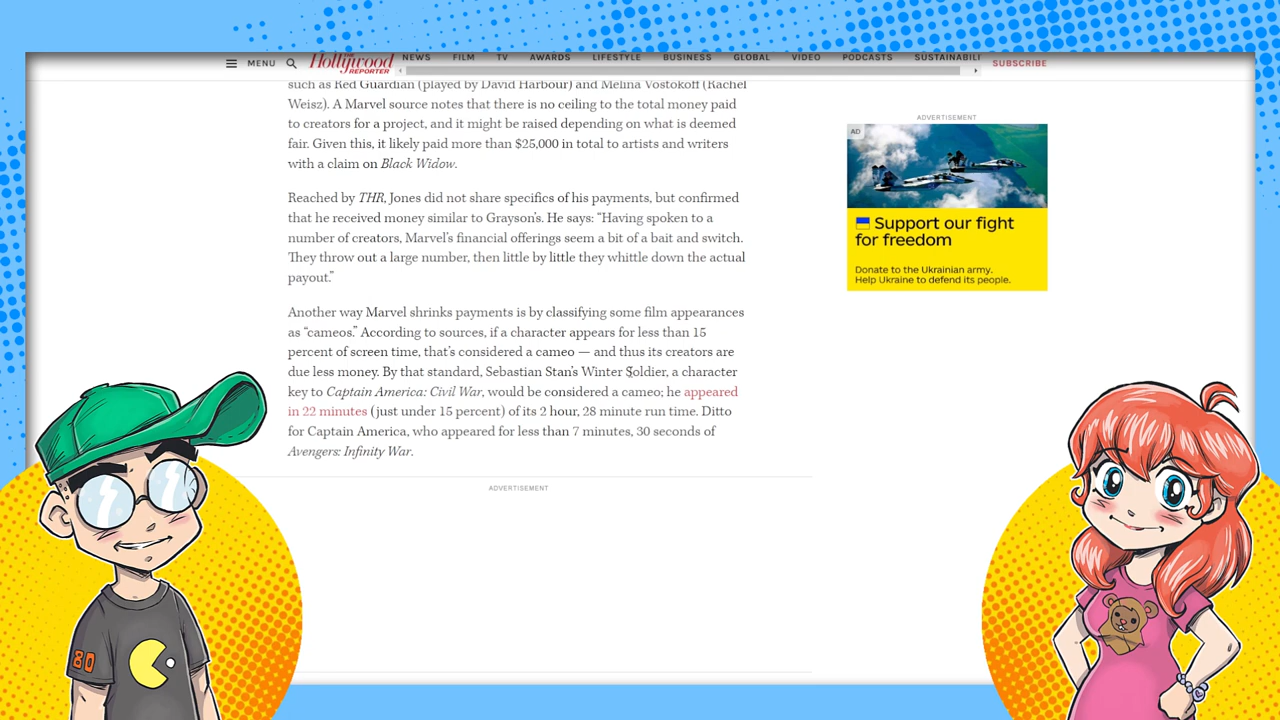 MENU
The Hollywood REPORTER
NEWS FILM TV AWARDS LIFESTYLE BUSINESS GLOBAL VIDEO PODCASTS SUSTAINABILI
SUBSCRIBE
such as Red Guardian (played by David Harbour) and Melina Vostokoff (Rachel
Weisz). A Marvel source notes that there is no ceiling to the total money paid
to creators for a project, and it might be raised depending on what is deemed
fair. Given this, it likely paid more than $25,000 in total to artists and writers
with a claim on Black Widow.
Reached by THR, Jones did not share specifics of his payments, but confirmed
that he received money similar to Grayson's. He says: “Having spoken to a
number of creators, Marvel's financial offerings seem a bit of a bait and switch.
They throw out a large number, then little by little they whittle down the actual
payout.”
Another way Marvel shrinks payments is by classifying some film appearances
as “cameos.” According to sources, if a character appears for less than 15
percent of screen time, that's considered a cameo — and thus its creators are
due less money. By that standard, Sebastian Stan's Winter Soldier, a character
key to Captain America: Civil War, would be considered a cameo; he appeared
in 22 minutes (just under 15 percent) of its 2 hour, 28 minute run time. Ditto
for Captain America, who appeared for less than 7 minutes, 30 seconds of
Avengers: Infinity War.
ADVERTISEMENT
ADVERTISEMENT
AD
Support our fight
for freedom
Donate to the Ukrainian army.
Help Ukraine to defend its people.
80